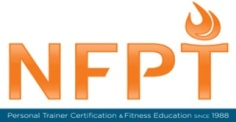 NFPT
Personal Trainer Certification & Fitness Education SINCE 1988